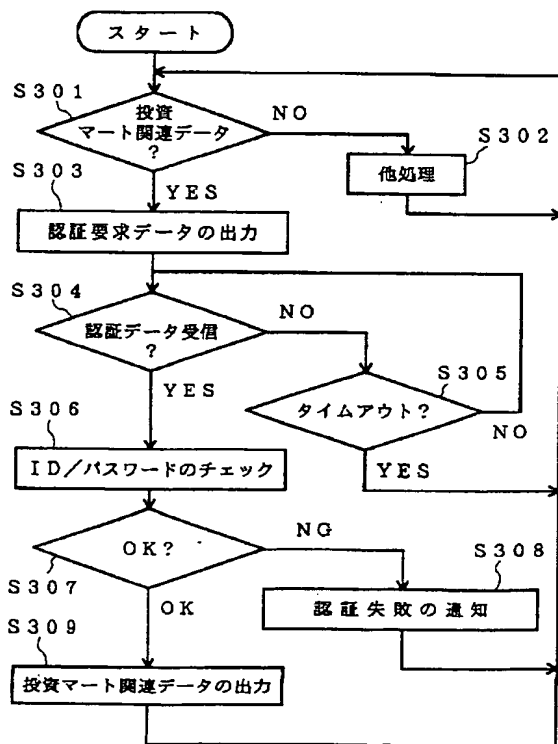 スタート
S301
投資
マート関連データ
?
NO
S302
他処理
S303
YES
認証要求データの出力
S304
認証データ受信
?
NO
S305
タイムアウト?
NO
YES
YES
S306
ID/パスワードのチェック
OK?
NG
S307
S308
OK
認証失敗の通知
S309
投資マート関連データの出力